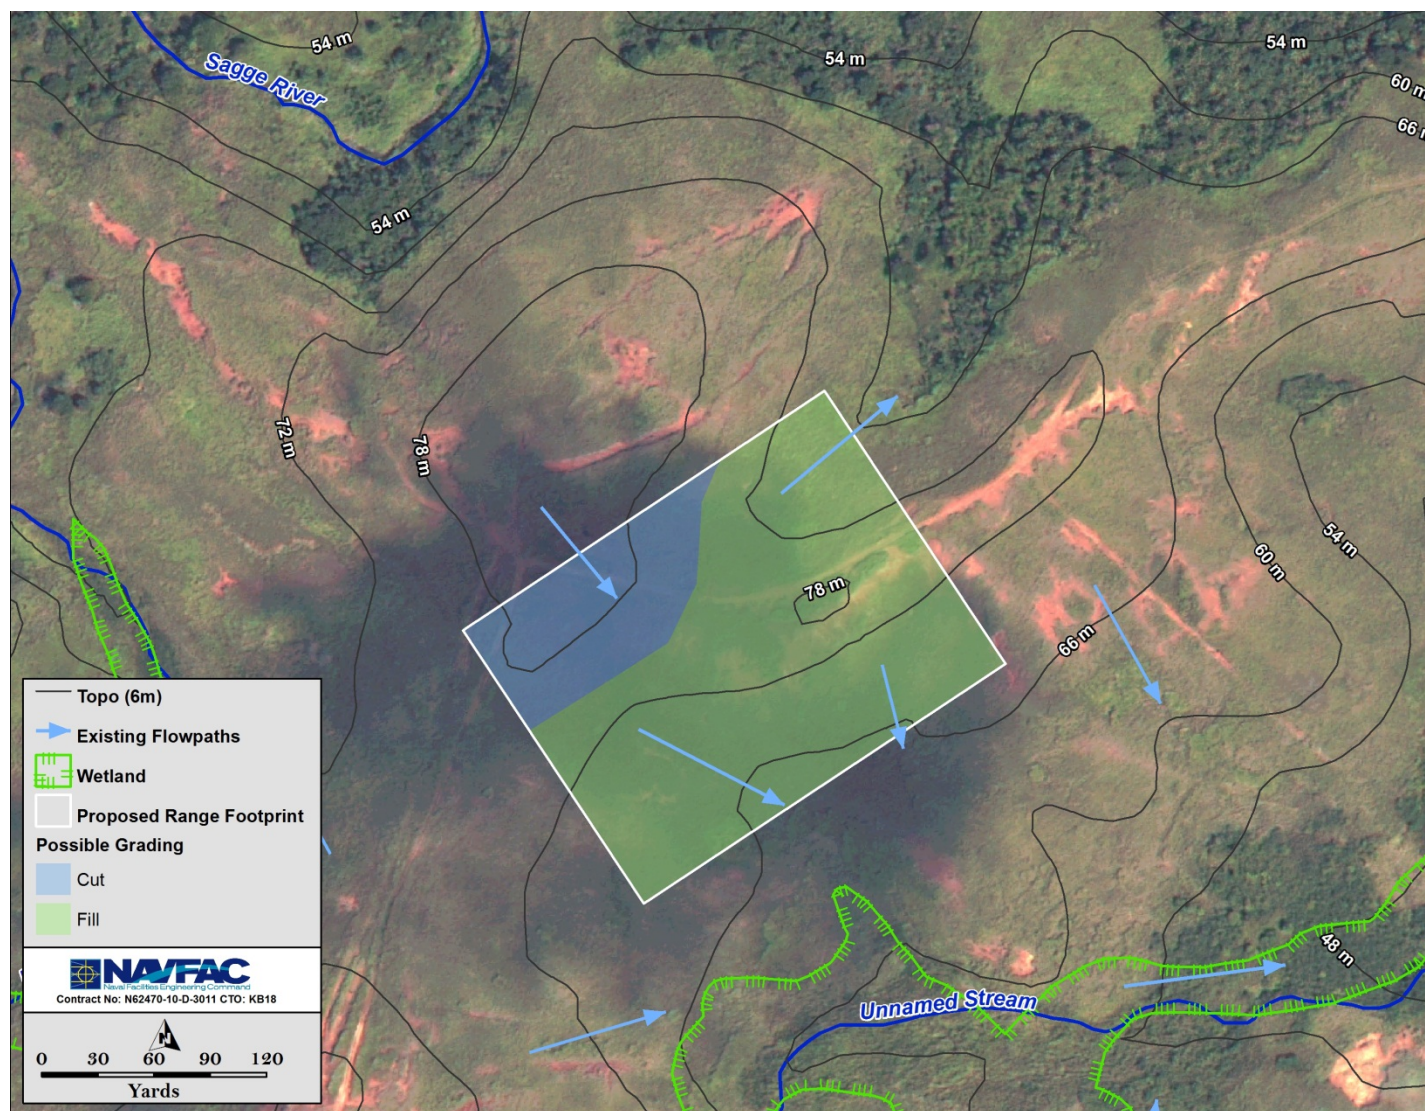 54 m
54 m
54 m
Sagge River
60 m
66 m
54 m
72 m
78 m
54 m
60 m
78 m
66 m
48 m
Unnamed Stream
Topo (6m)
Existing Flowpaths
Wetland
Proposed Range Footprint
Possible Grading
Cut
Fill
NAVFAC
Naval Facilities Engineering Command
Contract No: N62470-10-D-3011 CTO: KB18
N
0 30 60 90 120
Yards